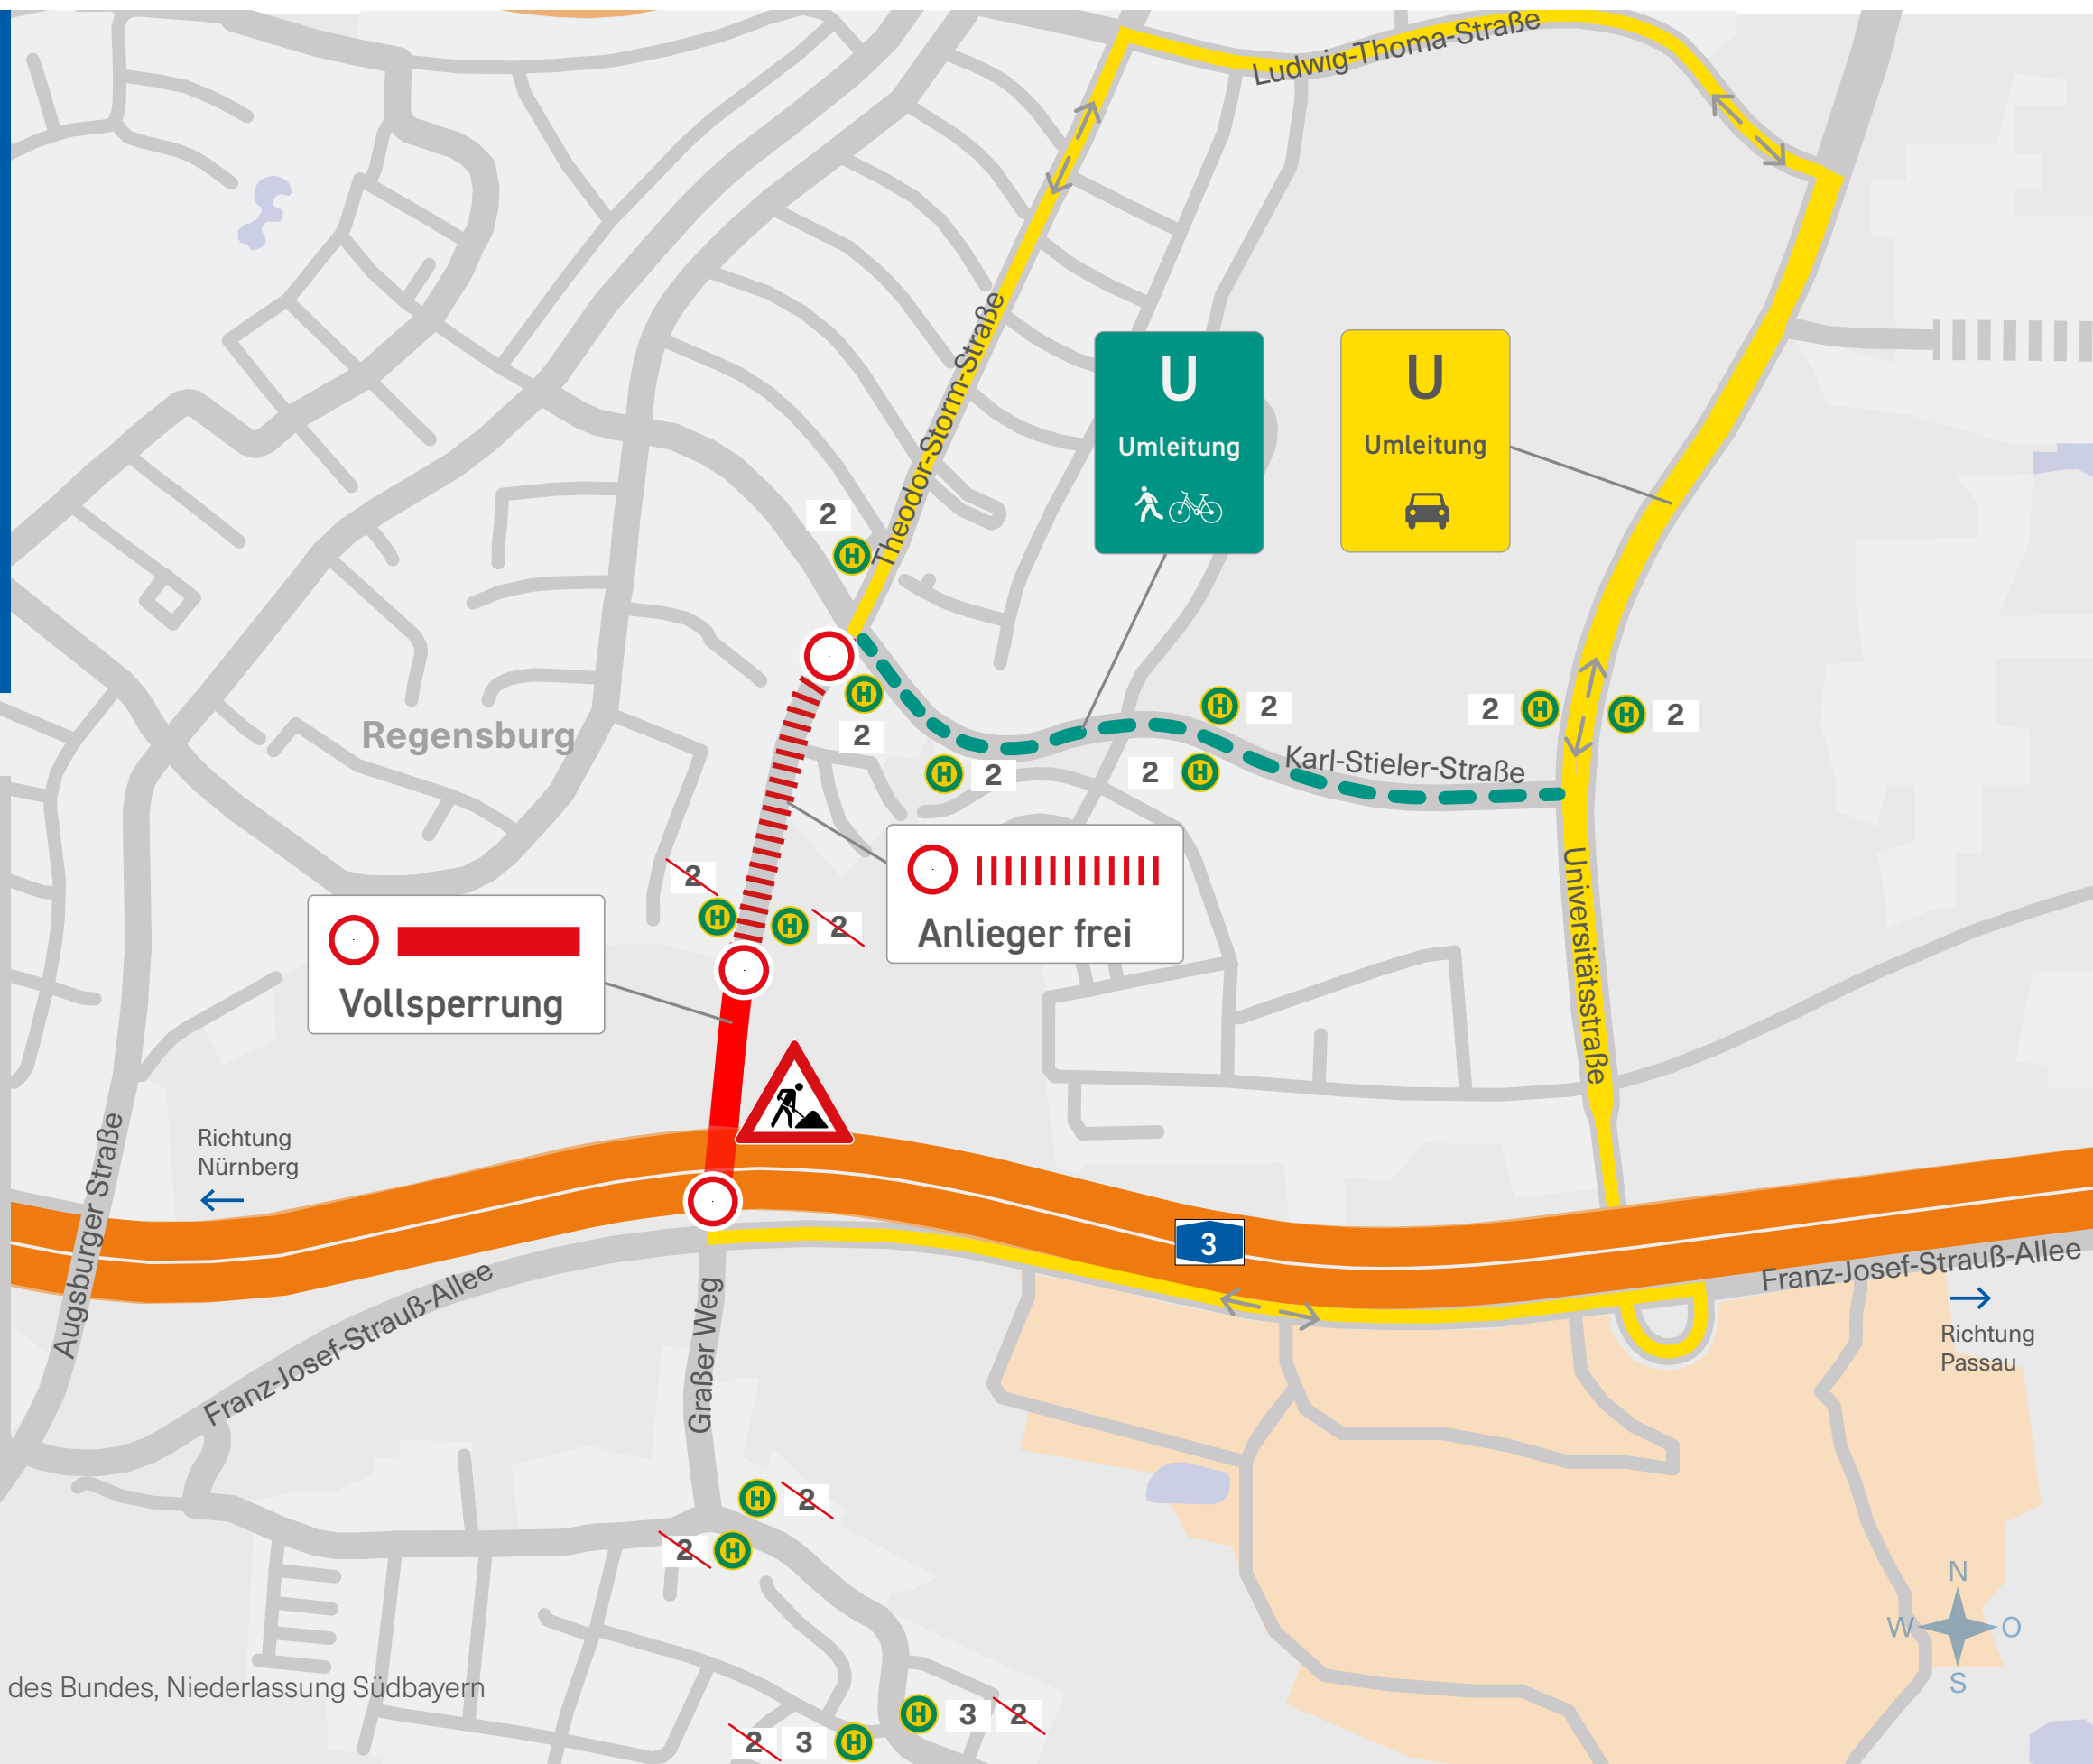 Ludwig-Thoma-Straße
Theodor-Storm-Straße
U
Umleitung
U
Umleitung
2
H
H
2
H
2
H
2
2
H
2
H
H
2
Karl-Stieler-Straße
Regensburg
Universitätsstraße
2
H
H
2
Anlieger frei
Vollsperrung
Richtung
Nürnberg
Augsburger Straße
3
Franz-Josef-Strauß-Allee
Franz-Josef-Strauß-Allee
Richtung
Passau
Graßer Weg
H
2
2
H
N
W
O
S
des Bundes, Niederlassung Südbayern
H
3
2
2
3
H